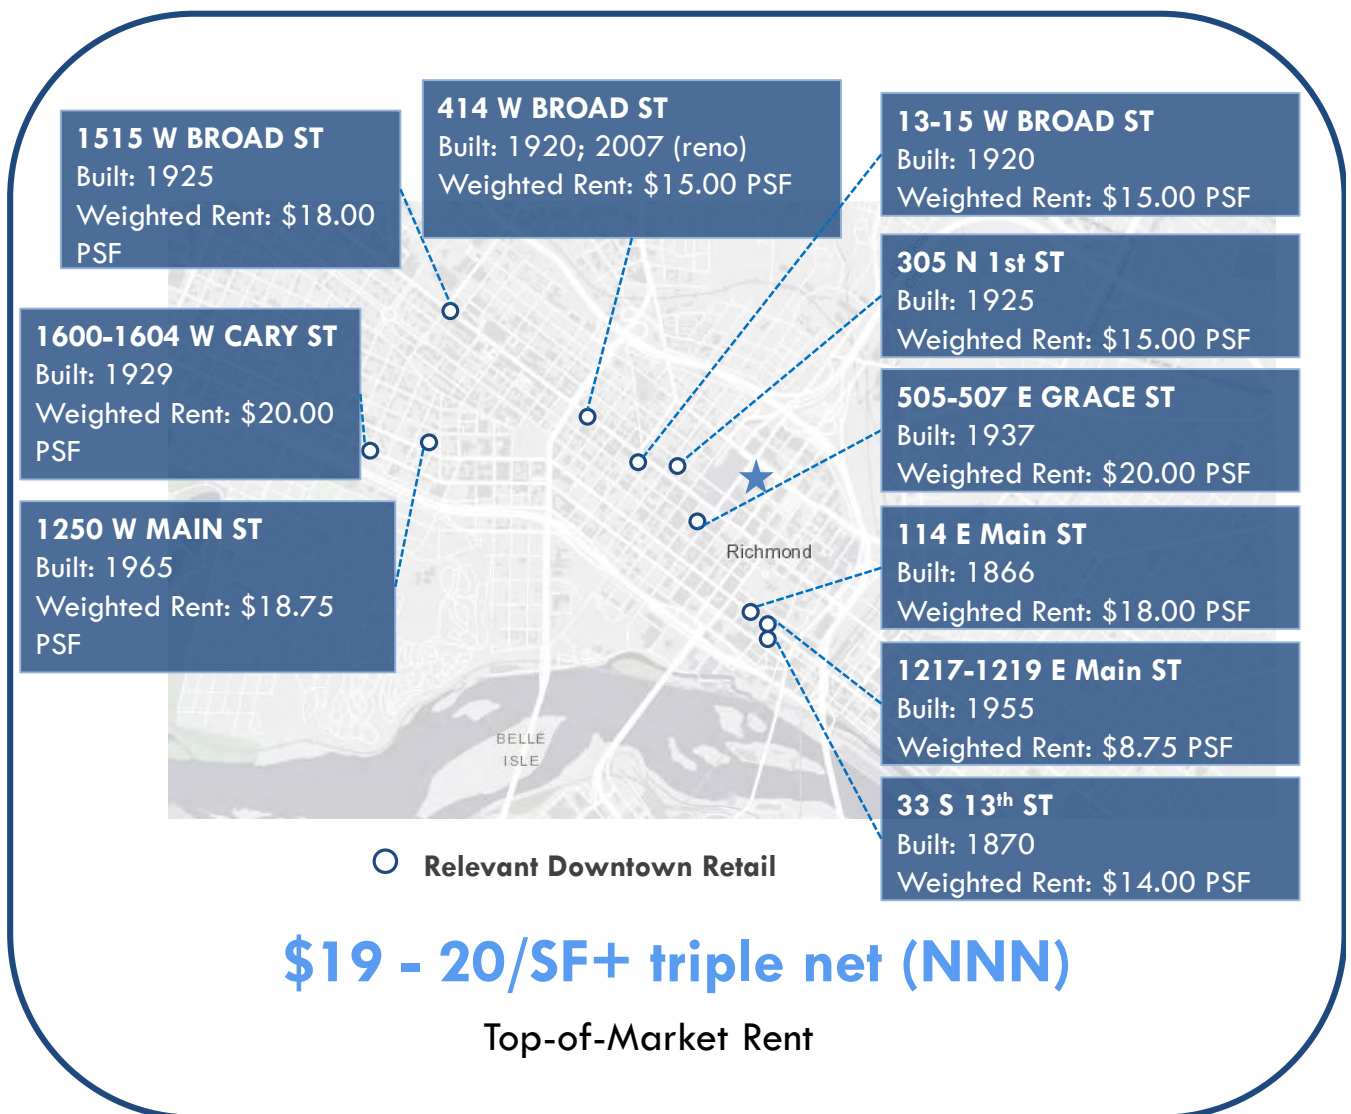 1515 W BROAD ST
Built: 1925
Weighted Rent: $18.00
PSF
414 W BROAD ST
Built: 1920; 2007 (reno)
Weighted Rent: $15.00 PSF
13-15 W BROAD ST
Built: 1920
Weighted Rent: $15.00 PSF
305 N 1st ST
Built: 1925
Weighted Rent: $15.00 PSF
1600-1604 W CARY ST
Built: 1929
Weighted Rent: $20.00
PSF
505-507 E GRACE ST
Built: 1937
Weighted Rent: $20.00 PSF
1250 W MAIN ST
Built: 1965
Weighted Rent: $18.75
PSF
Richmond
114 E Main ST
Built: 1866
Weighted Rent: $18.00 PSF
1217-1219 E Main ST
Built: 1955
Weighted Rent: $8.75 PSF
BELLE
ISLE
33 S 13th ST
Built: 1870
Weighted Rent: $14.00 PSF
Relevant Downtown Retail
$19 - 20/SF+ triple net (NNN)
Top-of-Market Rent